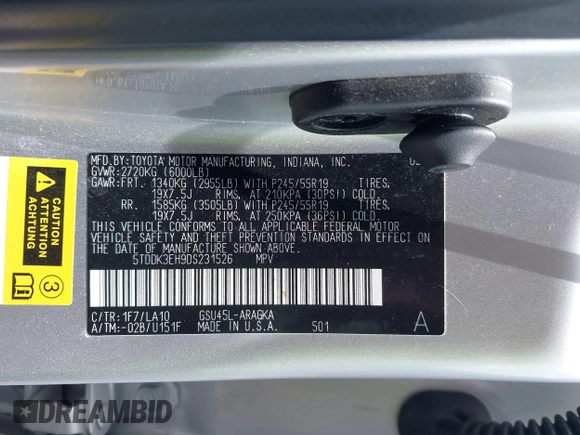 MFD.BY:TOYOTA MOTOR MANUFACTURING, INDIANA, INC.
GVWR:2720KG (6000LB)
GAWR:FRT. 1340KG (2955LB) WITH P245/55R19 TIRES,
19X7.5J RIMS, AT 210KPA (30PSI) COLD
RR. 1585KG (3505LB) WITH P245/55R19 TIRES,
19X7.5J RIMS, AT 250KPA (36PSI) COLD.
THIS VEHICLE CONFORMS TO ALL APPLICABLE FEDERAL MOTOR
VEHICLE SAFETY AND THEFT PREVENTION STANDARDS IN EFFECT ON
THE DATE OF MANUFACTURE SHOWN ABOVE.
5TDDK3EH9DS231526 MPV
C/TR:1F7/LA10 GSU45L-ARAGKA
A/TM:-02B/U151F MADE IN U.S.A. 501
A
CAUTION
ATTENTION
ACHTUNG
3
DREAMBID